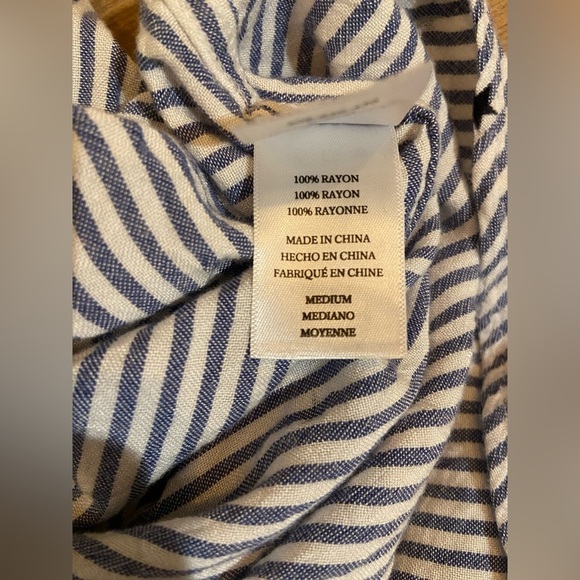 100% RAYON
100% RAYON
100% RAYONNE
MADE IN CHINA
HECHO EN CHINA
FABRIQUÉ EN CHINE
MEDIUM
MEDIANO
MOYENNE